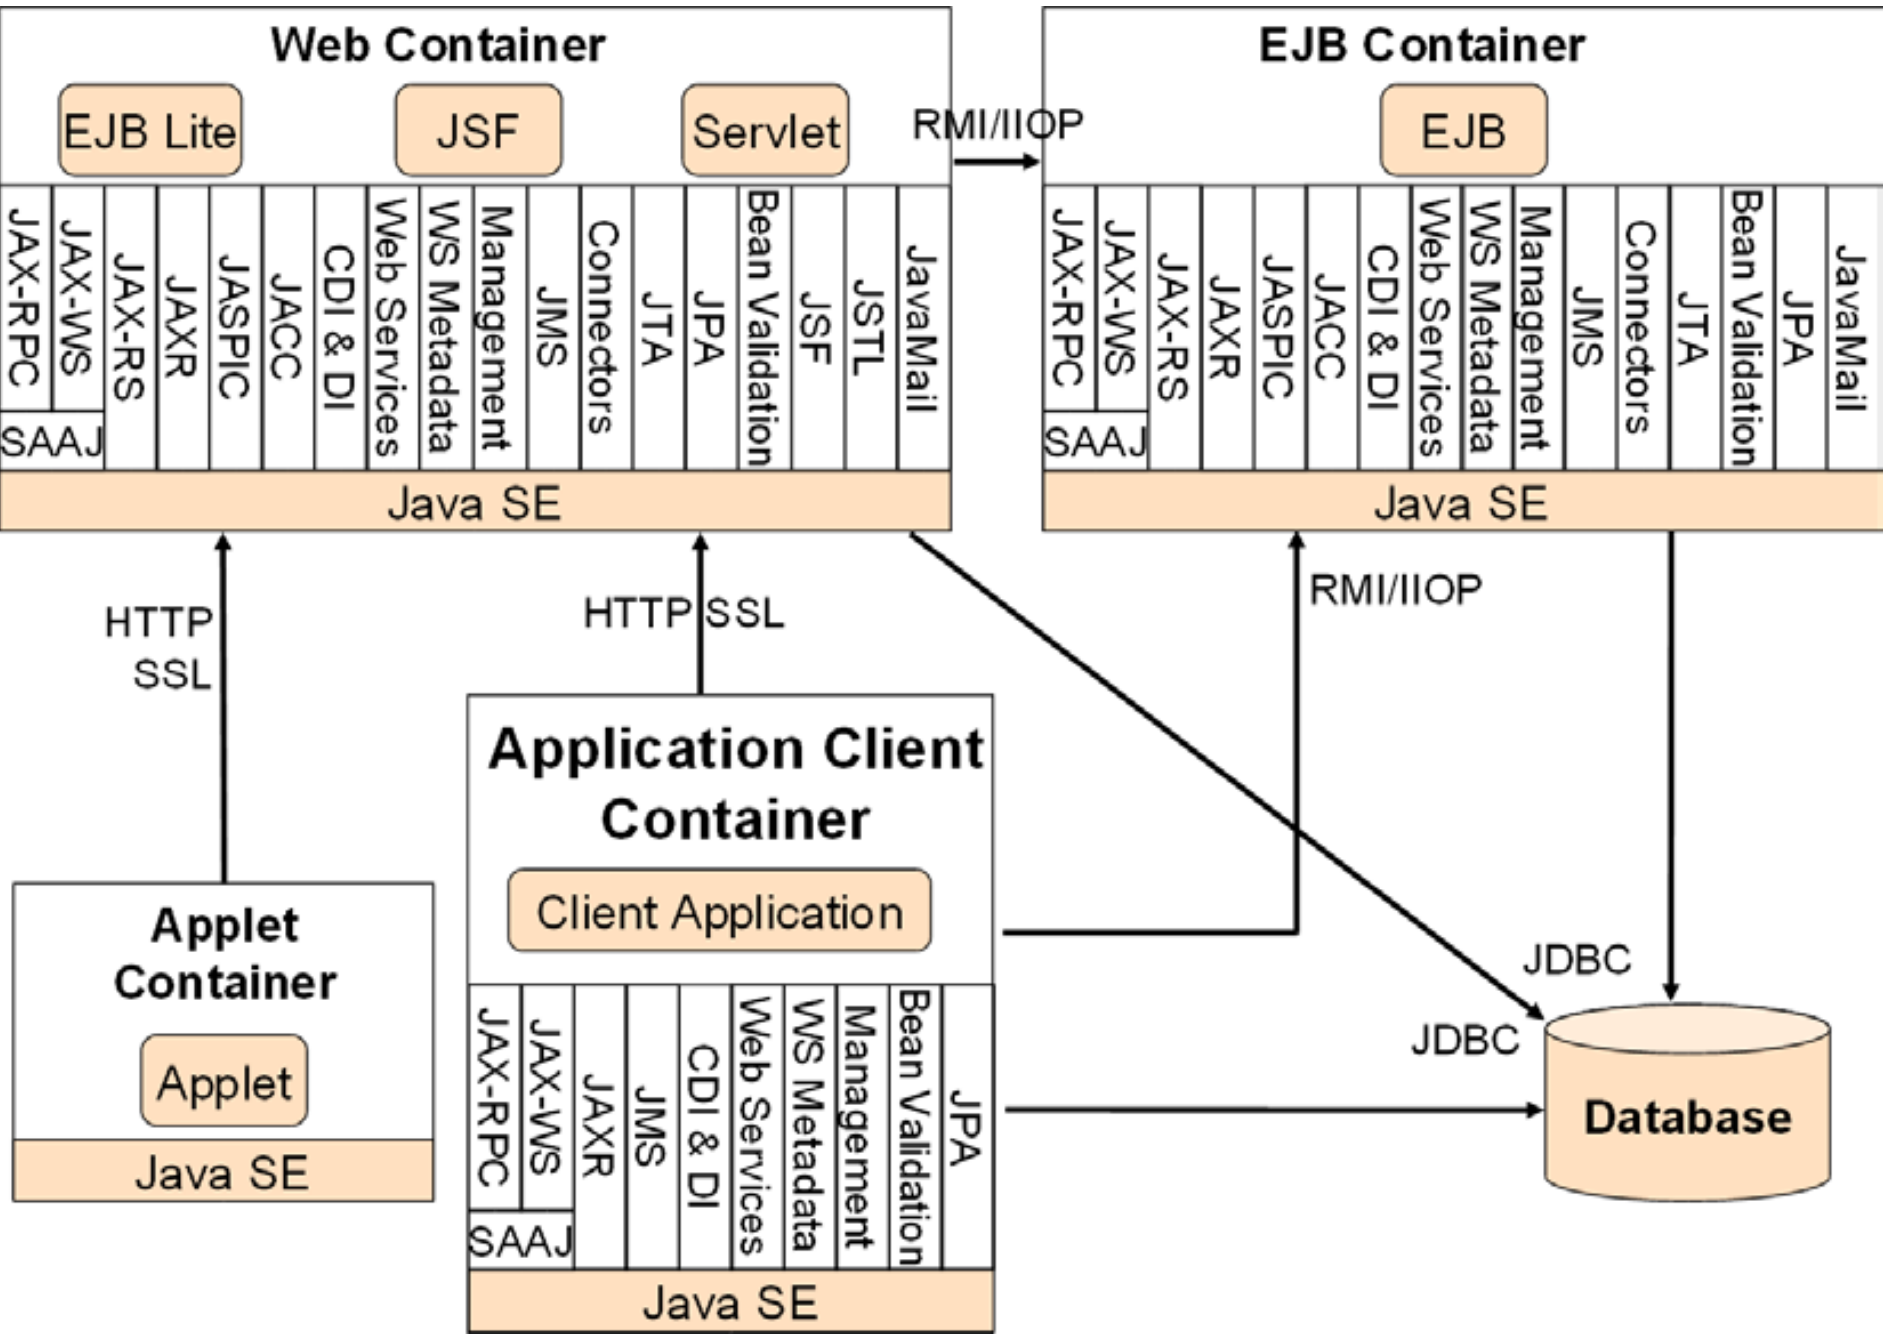 Web Container
EJB Lite
JSF
Servlet
JAX-RPC
JAX-WS
SAAJ
JAX-RS
JAXR
JASPIC
JACC
CDI & DI
Web Services
WS Metadata
Management
JMS
Connectors
JTA
JPA
Bean Validation
JSF
JSTL
JavaMail
Java SE
RMI/IIOP
EJB Container
EJB
JAX-RPC
JAX-WS
SAAJ
JAX-RS
JAXR
JASPIC
JACC
CDI & DI
Web Services
WS Metadata
Management
JMS
Connectors
JTA
Bean Validation
JPA
JavaMail
Java SE
HTTP
SSL
HTTP SSL
RMI/IIOP
Application Client
Container
Client Application
JAX-RPC
JAX-WS
SAAJ
JAXR
JMS
CDI & DI
Web Services
WS Metadata
Management
Bean Validation
JPA
Java SE
Applet
Container
Applet
Java SE
JDBC
JDBC
Database